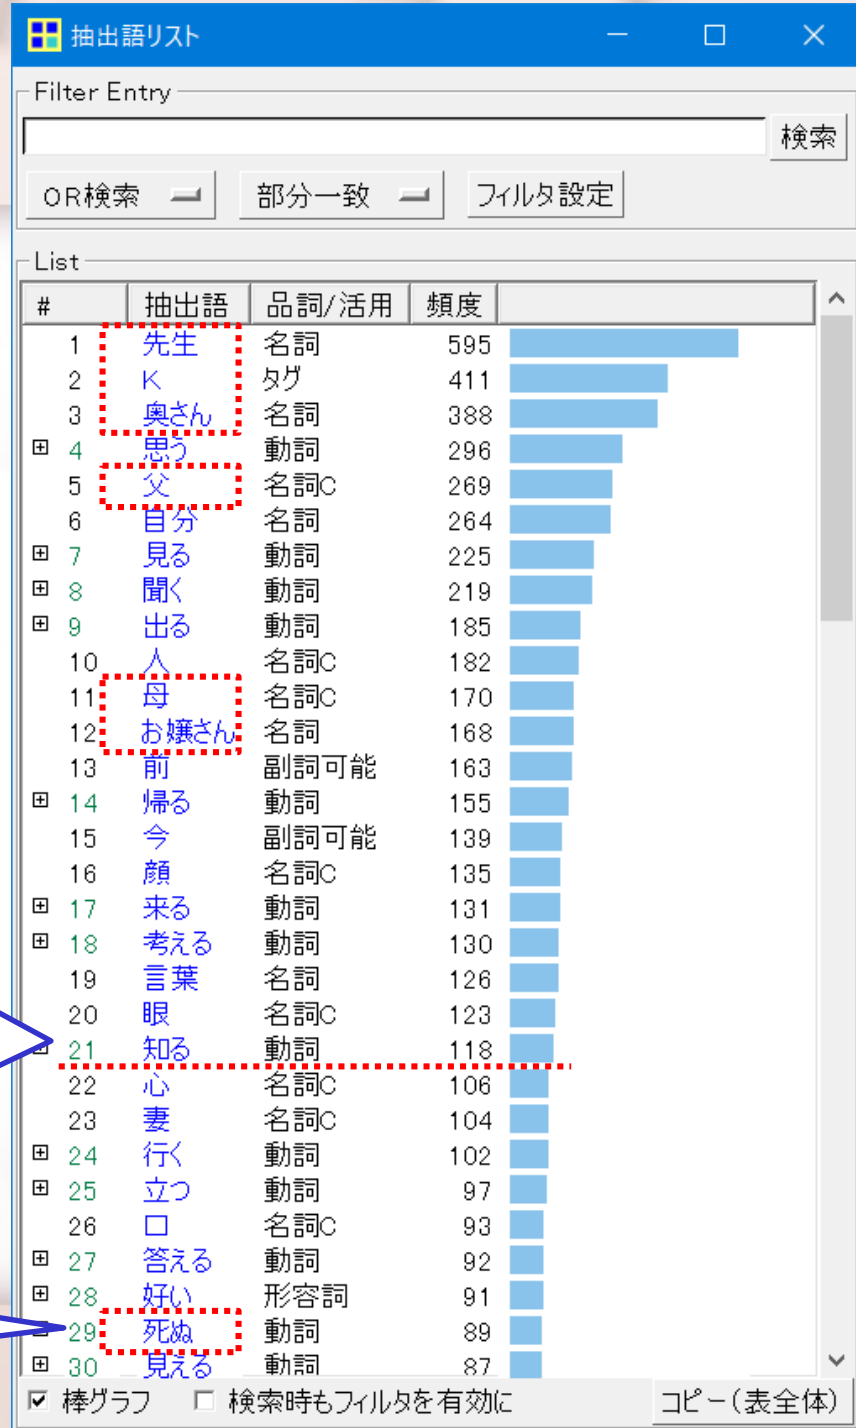 抽出語リスト
Filter Entry
検索
OR検索 部分一致 フィルタ設定
List
# 抽出語 品詞/活用 頻度
1 先生 名詞 595
2 K タグ 411
3 奥さん 名詞 388
4 思う 動詞 296
5 父 名詞C 269
6 自分 名詞 264
7 見る 動詞 225
8 聞く 動詞 219
9 出る 動詞 185
10 人 名詞C 182
11 母 名詞C 170
12 お嬢さん 名詞 168
13 前 副詞可能 163
14 帰る 動詞 155
15 今 副詞可能 139
16 顔 名詞C 135
17 来る 動詞 131
18 考える 動詞 130
19 言葉 名詞 126
20 眼 名詞C 123
21 知る 動詞 118
22 心 名詞C 106
23 妻 名詞C 104
24 行く 動詞 102
25 立つ 動詞 97
26 口 名詞C 93
27 答える 動詞 92
28 好い 形容詞 91
29 死ぬ 動詞 89
30 見える 動詞 87
棒グラフ 検索時もフィルタを有効に コピー(表全体)